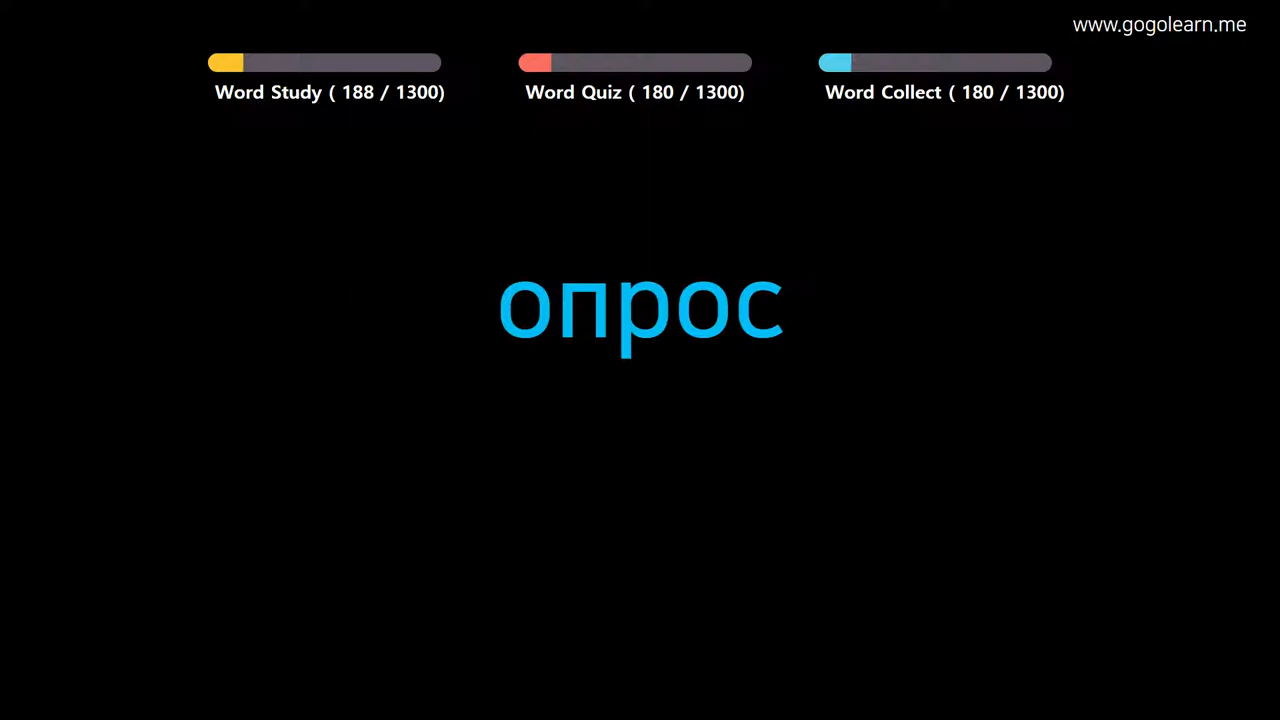 www.gogolearn.me
Word Study ( 188 / 1300)
Word Quiz ( 180 / 1300)
Word Collect ( 180 / 1300)
опрос